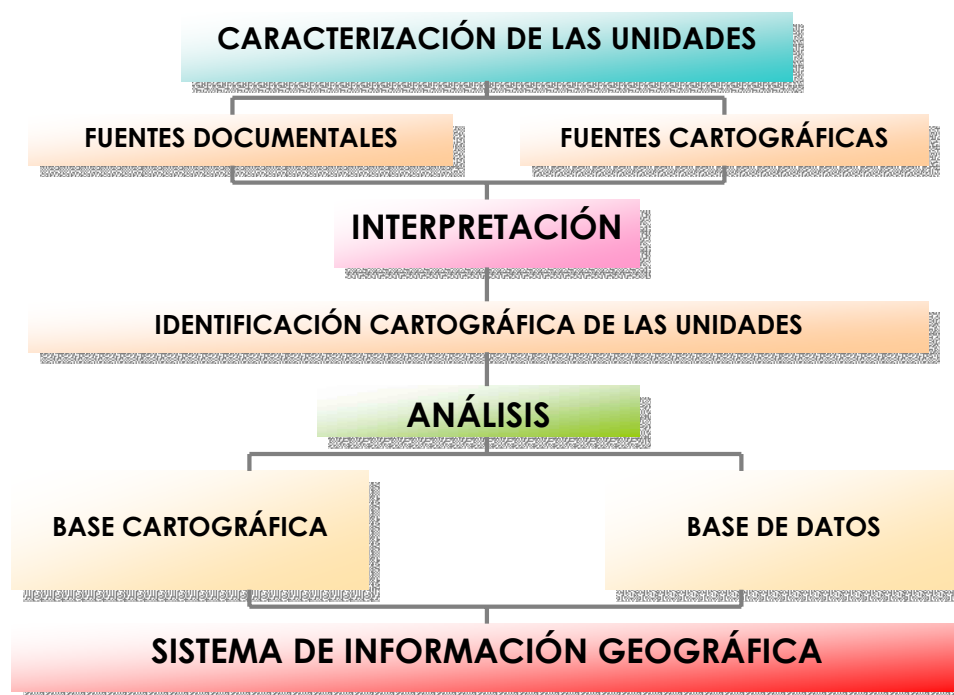 CARACTERIZACIÓN DE LAS UNIDADES
FUENTES DOCUMENTALES
FUENTES CARTOGRÁFICAS
INTERPRETACIÓN
IDENTIFICACIÓN CARTOGRÁFICA DE LAS UNIDADES
ANÁLISIS
BASE CARTOGRÁFICA
BASE DE DATOS
SISTEMA DE INFORMACIÓN GEOGRÁFICA